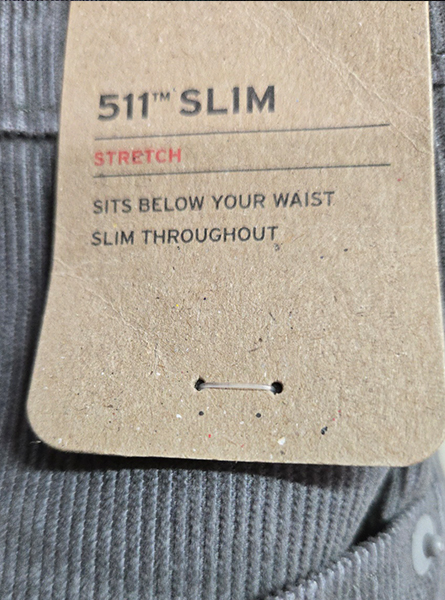 511™ SLIM
STRETCH
SITS BELOW YOUR WAIST
SLIM THROUGHOUT